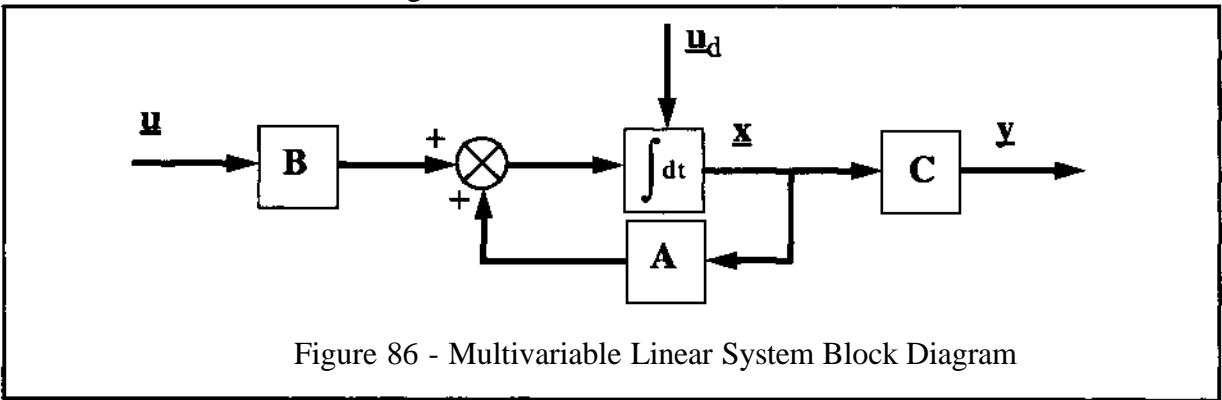 u_d
u
+
B
+
∫dt
x
C
y
A
Figure 86 - Multivariable Linear System Block Diagram